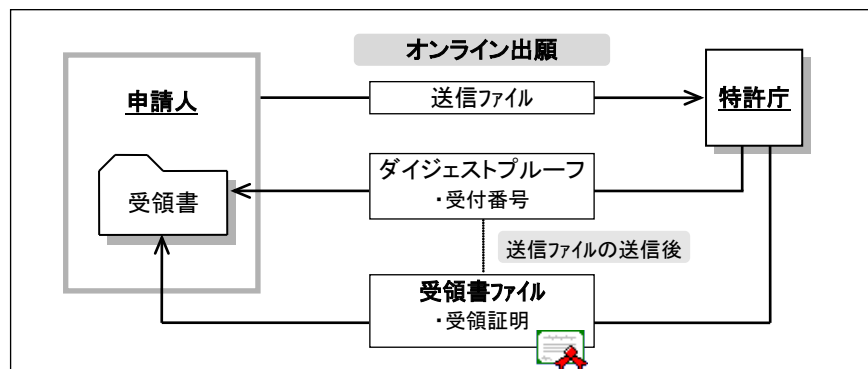 オンライン出願
申請人
送信ファイル
特許庁
ダイジェストプルーフ
・受付番号
受領書
送信ファイルの送信後
受領書ファイル
・受領証明